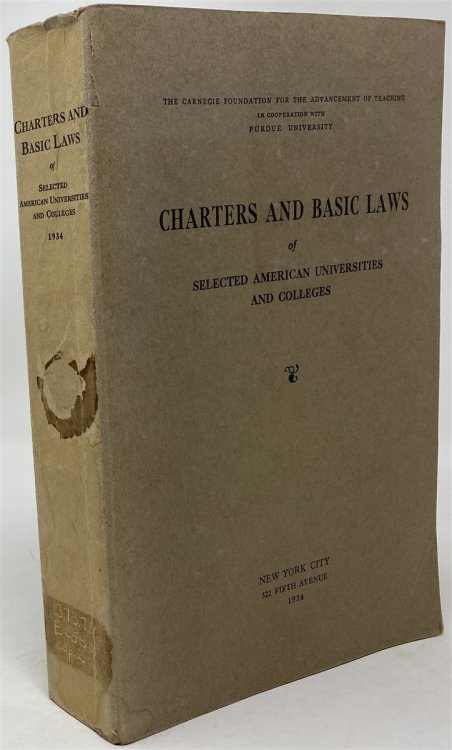 CHARTERS AND
BASIC LAWS
of
SELECTED
AMERICAN UNIVERSITIES
AND COLLEGES
1934
THE CARNEGIE FOUNDATION FOR THE ADVANCEMENT OF TEACHING
IN COOPERATION WITH
PURDUE UNIVERSITY
CHARTERS AND BASIC LAWS
of
SELECTED AMERICAN UNIVERSITIES
AND COLLEGES
NEW YORK CITY
522 FIFTH AVENUE
1934